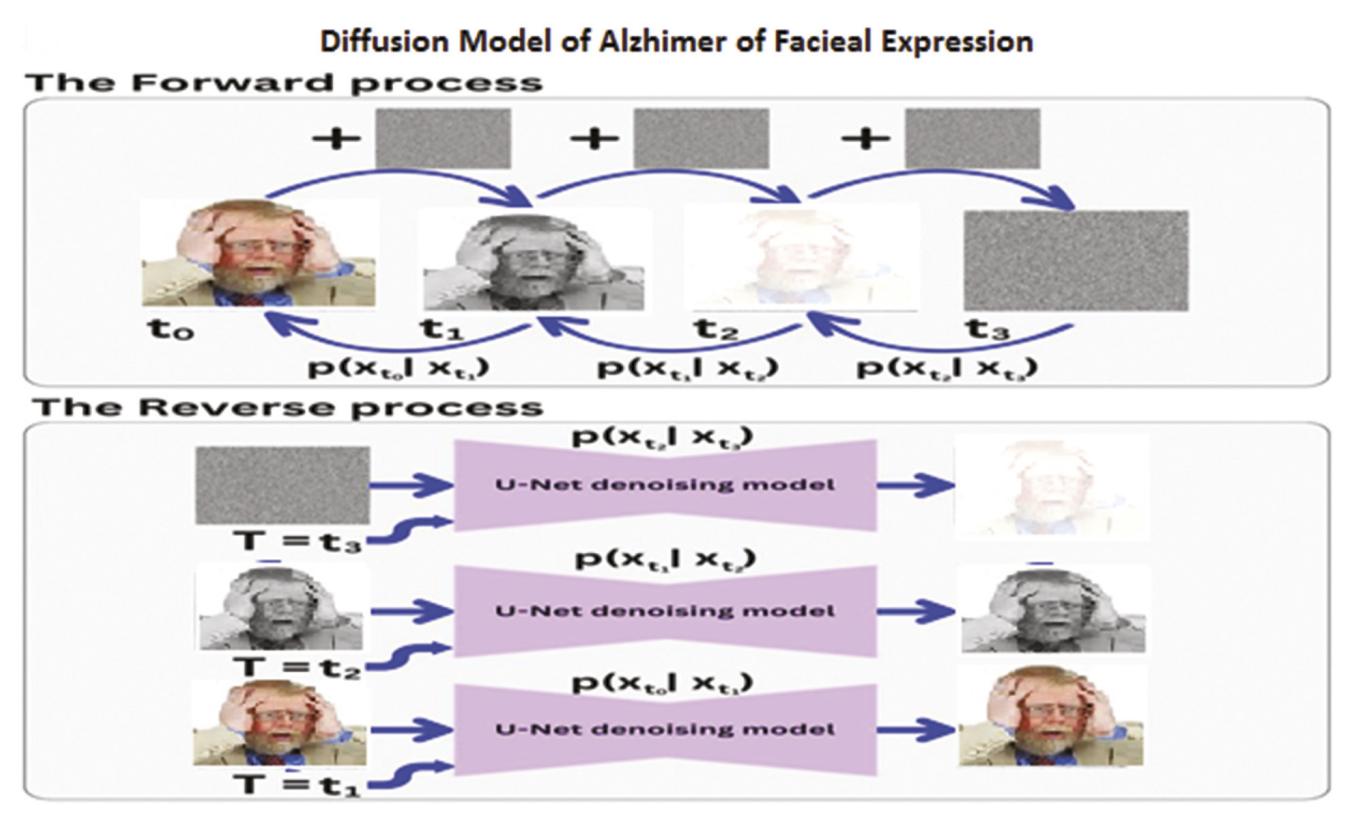 Diffusion Model of Alzhimer of Facieal Expression
The Forward process
+ + +
t₀ t₁ t₂ t₃
p(xₜ₀| xₜ₁) p(xₜ₁| xₜ₂) p(xₜ₂| xₜ₃)
The Reverse process
p(xₜ₂| xₜ₃)
U-Net denoising model
T = t₃
p(xₜ₁| xₜ₂)
U-Net denoising model
T = t₂
p(xₜ₀| xₜ₁)
U-Net denoising model
T = t₁